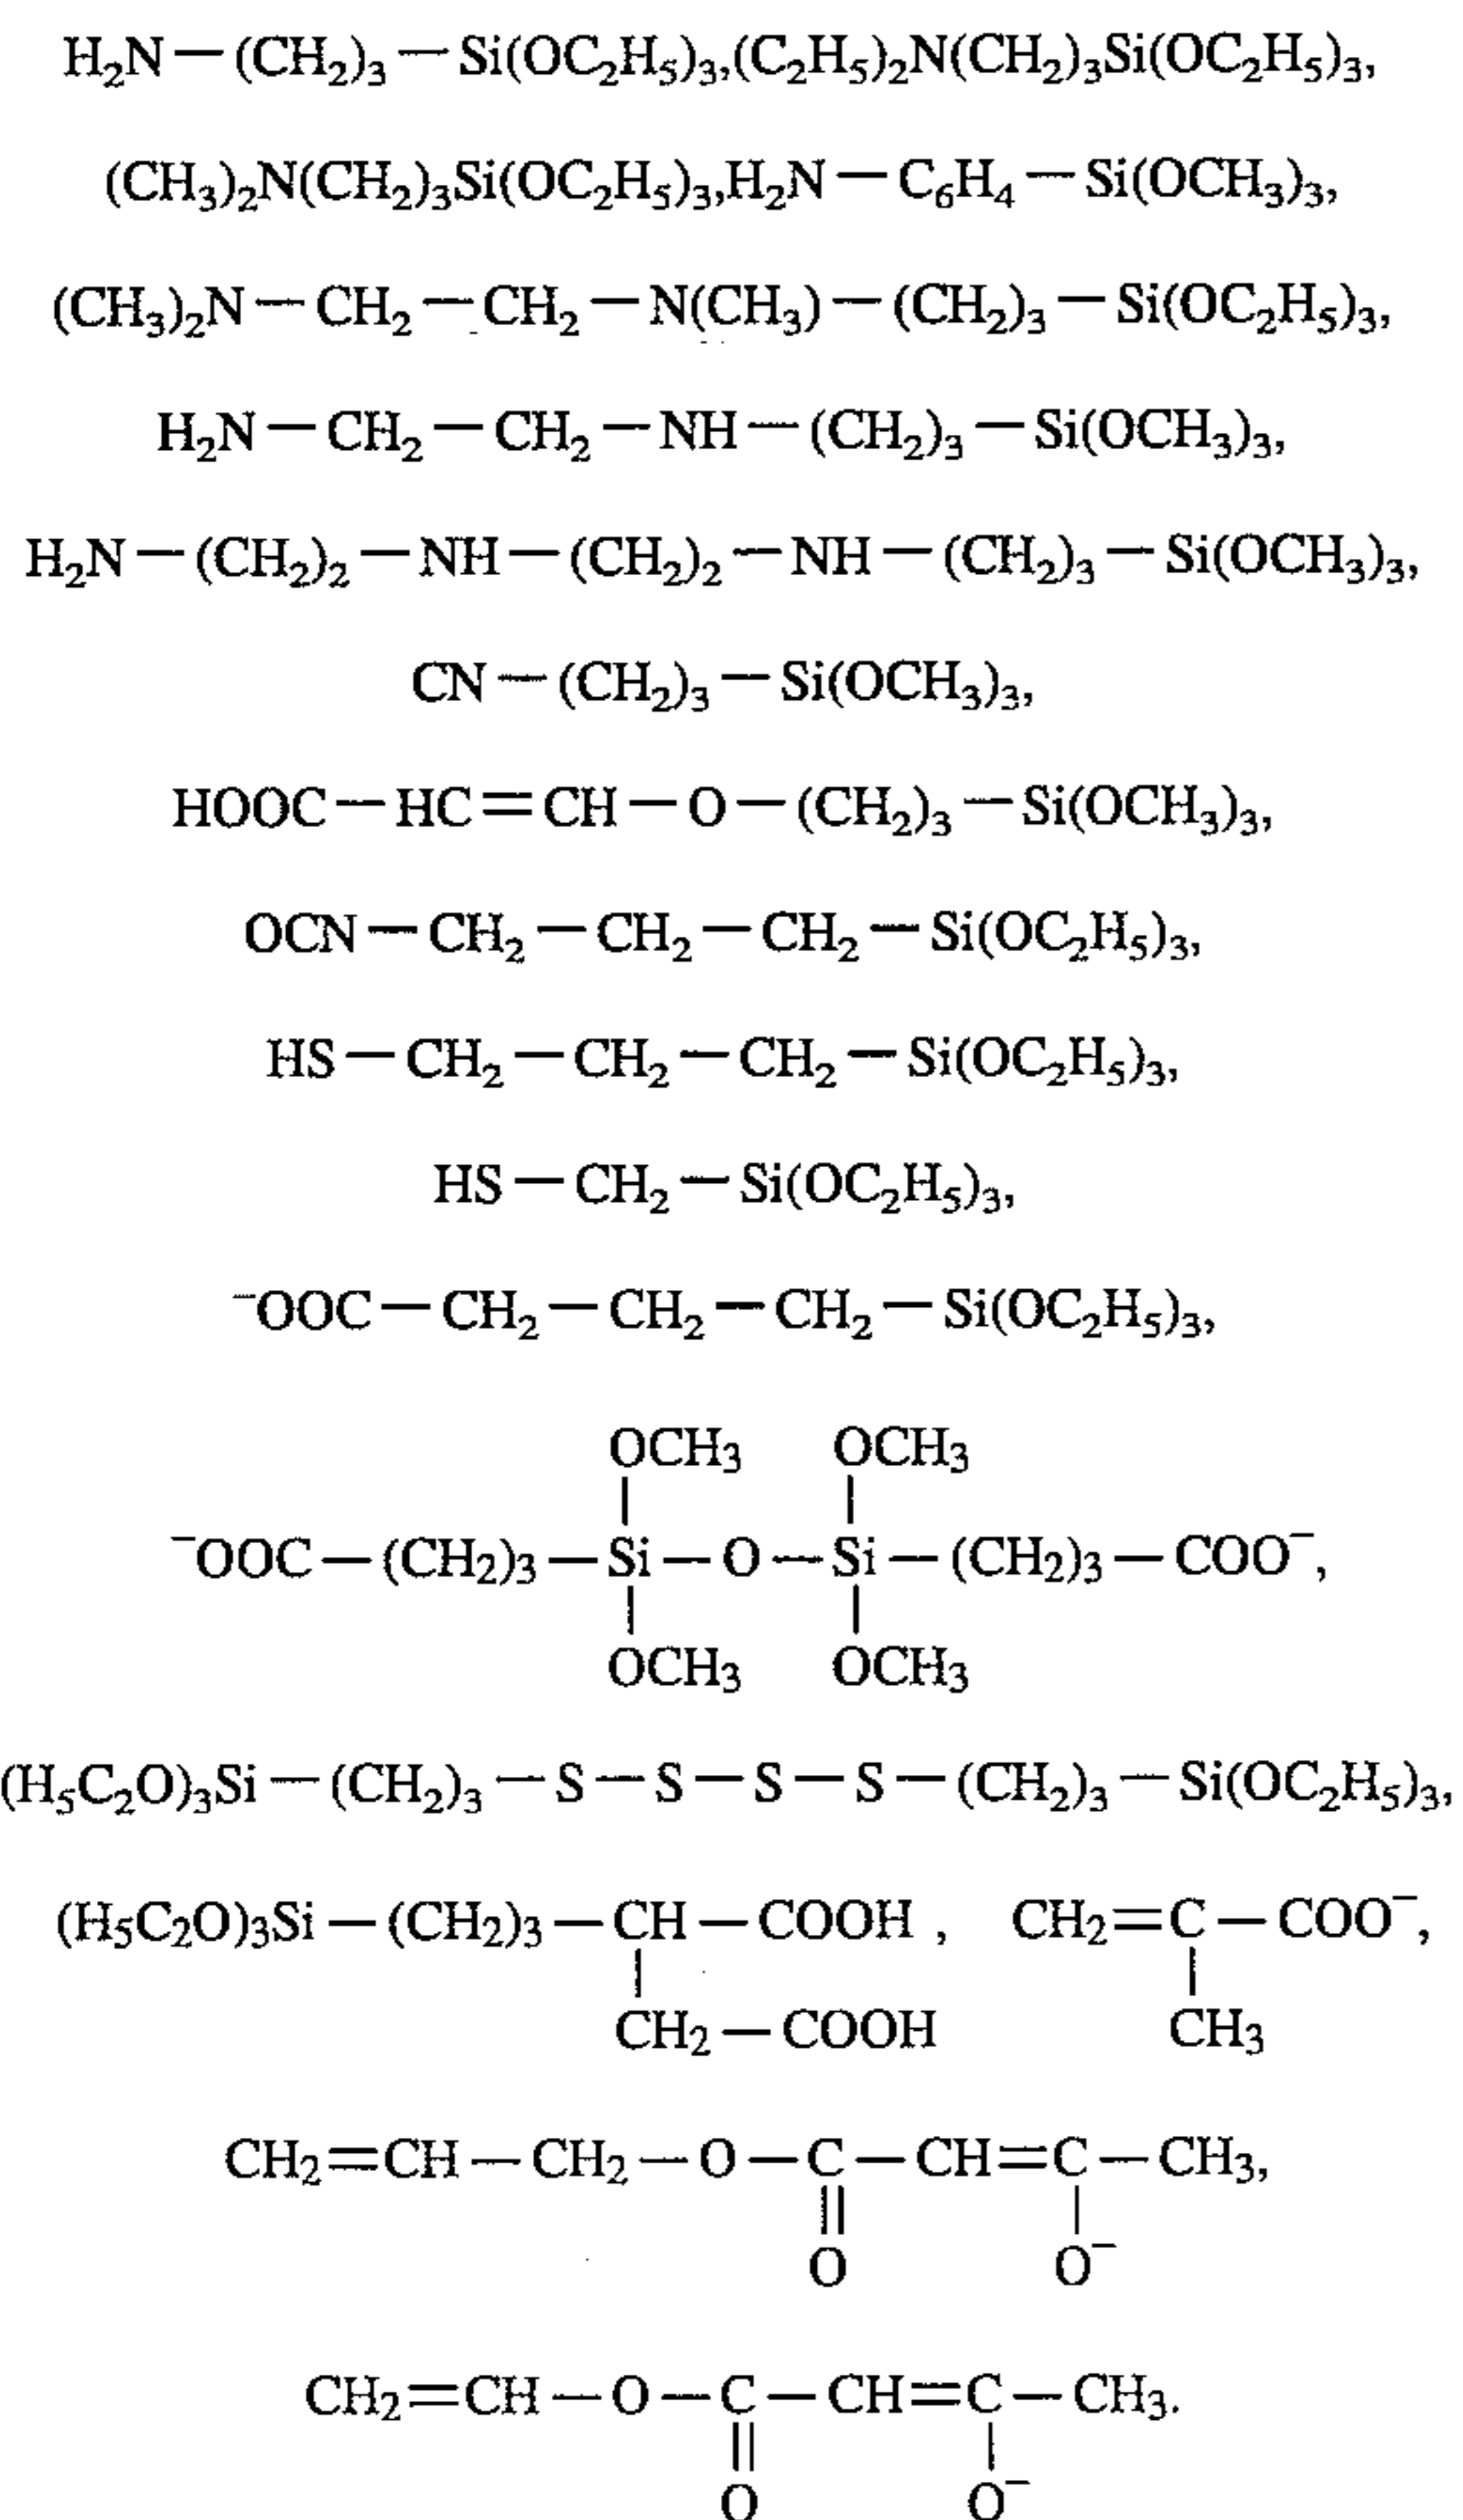 H₂N—(CH₂)₃—Si(OC₂H₅)₃,(C₂H₅)₂N(CH₂)₃Si(OC₂H₅)₃,
(CH₃)₂N(CH₂)₃Si(OC₂H₅)₃,H₂N—C₆H₄—Si(OCH₃)₃,
(CH₃)₂N—CH₂—CH₂—N(CH₃)—(CH₂)₃—Si(OC₂H₅)₃,
H₂N—CH₂—CH₂—NH—(CH₂)₃—Si(OCH₃)₃,
H₂N—(CH₂)₂—NH—(CH₂)₂—NH—(CH₂)₃—Si(OCH₃)₃,
CN—(CH₂)₃—Si(OCH₃)₃,
HOOC—HC=CH—O—(CH₂)₃—Si(OCH₃)₃,
OCN—CH₂—CH₂—CH₂—Si(OC₂H₅)₃,
HS—CH₂—CH₂—CH₂—Si(OC₂H₅)₃,
HS—CH₂—Si(OC₂H₅)₃,
⁻OOC—CH₂—CH₂—CH₂—Si(OC₂H₅)₃,
OCH₃ OCH₃
⁻OOC—(CH₂)₃—Si—O—Si—(CH₂)₃—COO⁻,
OCH₃ OCH₃
(H₅C₂O)₃Si—(CH₂)₃—S—S—S—S—(CH₂)₃—Si(OC₂H₅)₃,
(H₅C₂O)₃Si—(CH₂)₃—CH—COOH , CH₂=C—COO⁻,
CH₂—COOH CH₃
CH₂=CH—CH₂—O—C—CH=C—CH₃,
O O⁻
CH₂=CH—O—C—CH=C—CH₃.
O O⁻